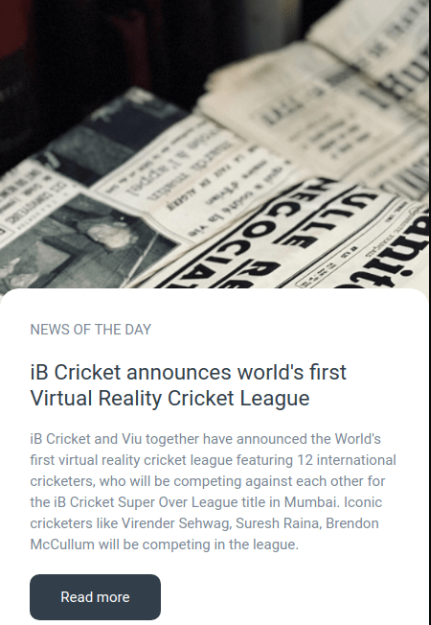 NULLE RE
NEGOCIA
NEWS OF THE DAY
iB Cricket announces world's first
Virtual Reality Cricket League
iB Cricket and Viu together have announced the World's
first virtual reality cricket league featuring 12 international
cricketers, who will be competing against each other for
the iB Cricket Super Over League title in Mumbai. Iconic
cricketers like Virender Sehwag, Suresh Raina, Brendon
McCullum will be competing in the league.
Read more